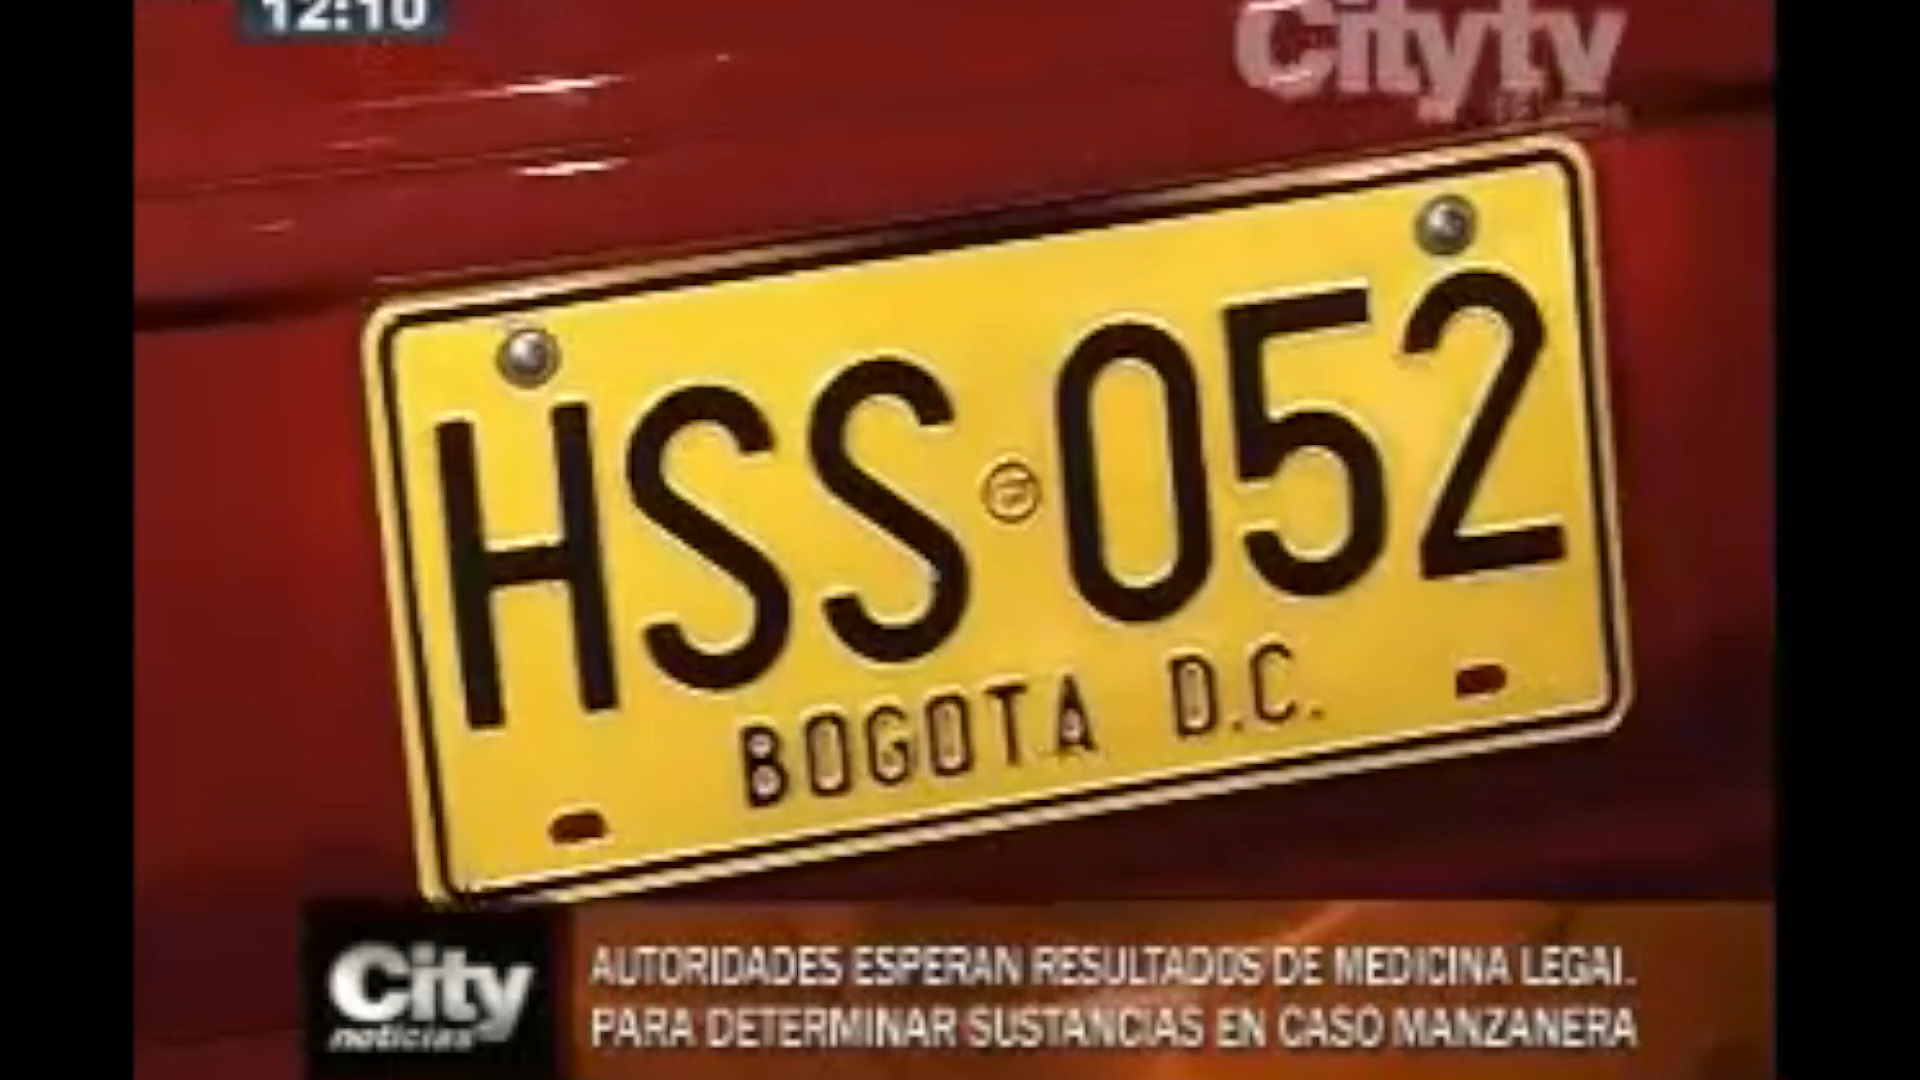 12:10
Citytv
HSS 052
BOGOTA D.C.
City
noticias
AUTORIDADES ESPERAN RESULTADOS DE MEDICINA LEGAL
PARA DETERMINAR SUSTANCIAS EN CASO MANZANERA